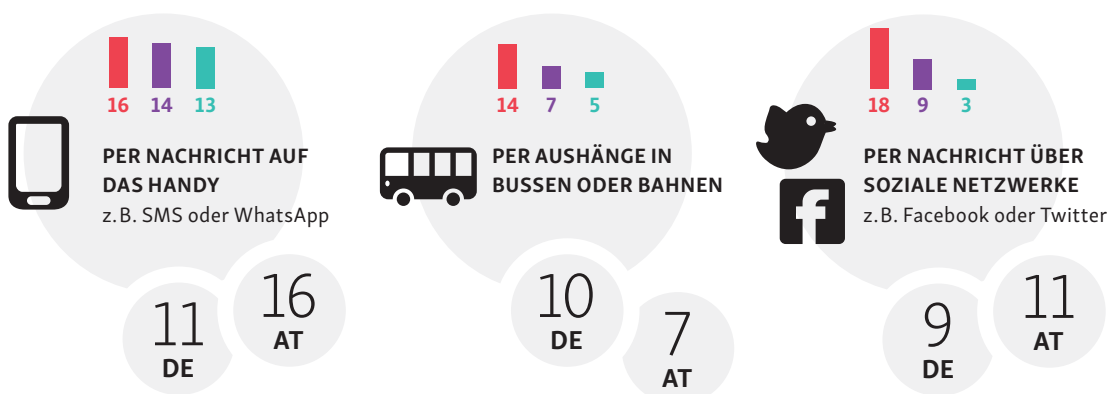 16 14 13
PER NACHRICHT AUF
DAS HANDY
z.B. SMS oder WhatsApp
11
DE
16
AT
14 7 5
PER AUSHÄNGE IN
BUSSEN ODER BAHNEN
10
DE
7
AT
18 9 3
PER NACHRICHT ÜBER
SOZIALE NETZWERKE
z.B. Facebook oder Twitter
9
DE
11
AT